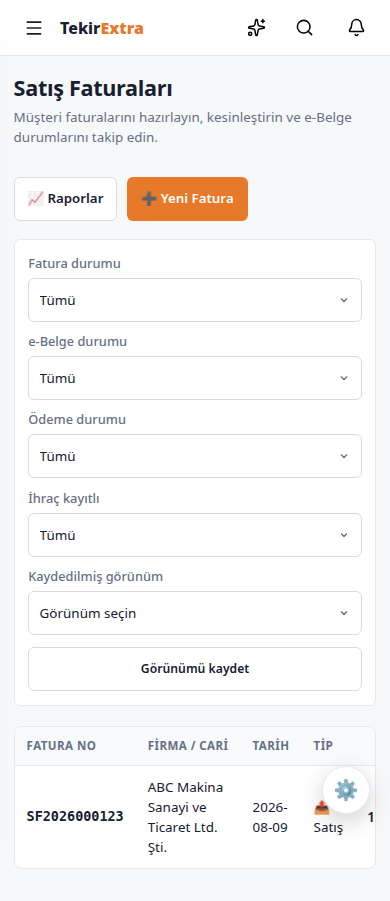 TekirExtra
Satış Faturaları
Müşteri faturalarını hazırlayın, kesinleştirin ve e-Belge
durumlarını takip edin.
Raporlar
Yeni Fatura
Fatura durumu
Tümü
e-Belge durumu
Tümü
Ödeme durumu
Tümü
İhraç kayıtlı
Tümü
Kaydedilmiş görünüm
Görünüm seçin
Görünümü kaydet
FATURA NO FİRMA / CARİ TARİH TİP
ABC Makina
Sanayi ve
SF2026000123 2026- 1
Ticaret Ltd. 08-09 Satış
Şti.